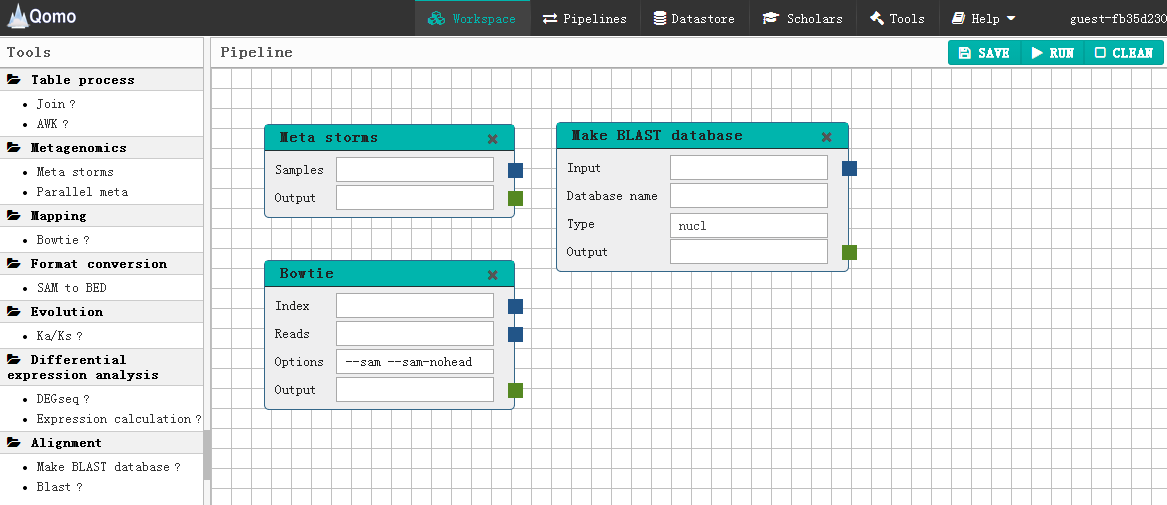 Qomo
Workspace
Pipelines
Datastore
Scholars
Tools
Help
guest-fb35d230
Tools
Table process
Join ?
AWK ?
Metagenomics
Meta storms
Parallel meta
Mapping
Bowtie ?
Format conversion
SAM to BED
Evolution
Ka/Ks ?
Differential
expression analysis
DEGseq ?
Expression calculation ?
Alignment
Make BLAST database ?
Blast ?
Pipeline
SAVE
RUN
CLEAN
Meta storms
Samples
Output
Bowtie
Index
Reads
Options --sam --sam-nohead
Output
Make BLAST database
Input
Database name
Type nucl
Output